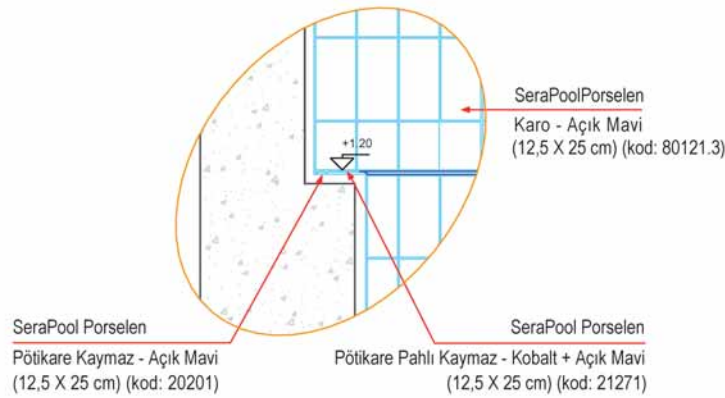 SeraPoolPorselen
Karo - Açık Mavi
(12,5 X 25 cm) (kod: 80121.3)
+1.20
SeraPool Porselen
Pötikare Kaymaz - Açık Mavi
(12,5 X 25 cm) (kod: 20201)
SeraPool Porselen
Pötikare Pahlı Kaymaz - Kobalt + Açık Mavi
(12,5 X 25 cm) (kod: 21271)